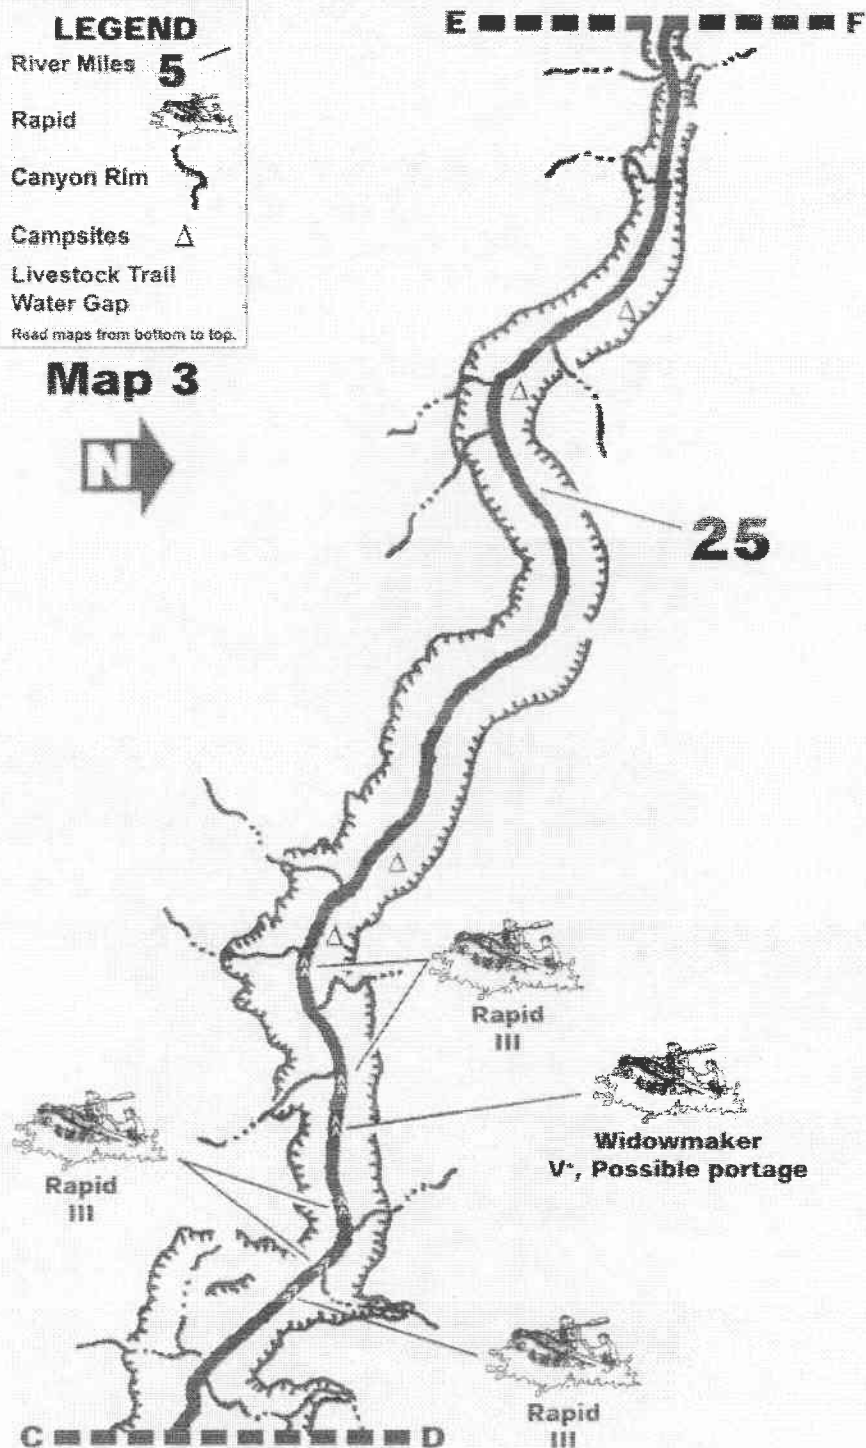 LEGEND
River Miles 5
Rapid
Canyon Rim
Campsites Δ
Livestock Trail
Water Gap
Read maps from bottom to top.
Map 3
N
E F
25
Rapid
III
Widowmaker
V⁺, Possible portage
Rapid
III
Rapid
III
C D